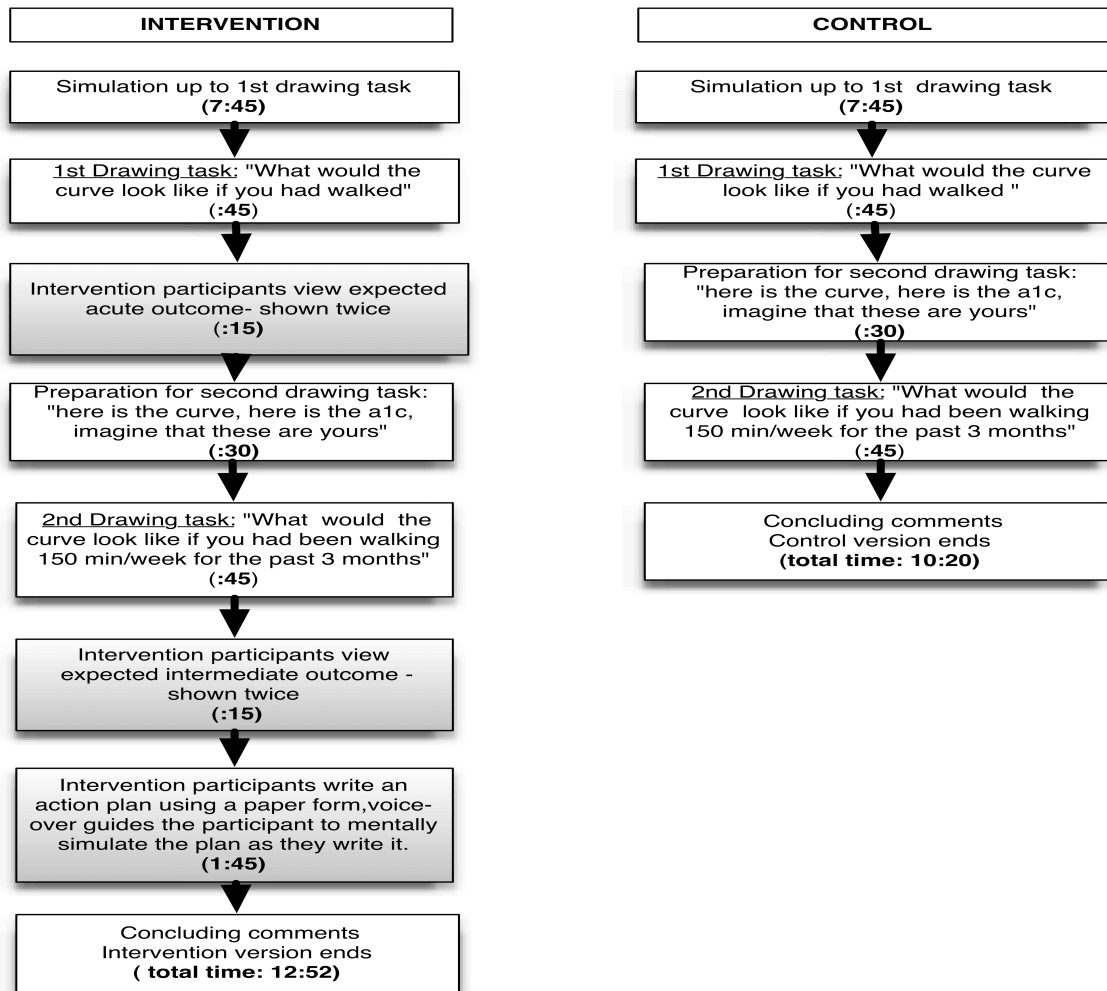 INTERVENTION
Simulation up to 1st drawing task
(7:45)
1st Drawing task: "What would the
curve look like if you had walked"
(:45)
Intervention participants view expected
acute outcome- shown twice
(:15)
Preparation for second drawing task:
"here is the curve, here is the a1c,
imagine that these are yours"
(:30)
2nd Drawing task: "What would the
curve look like if you had been walking
150 min/week for the past 3 months"
(:45)
Intervention participants view
expected intermediate outcome -
shown twice
(:15)
Intervention participants write an
action plan using a paper form,voice-
over guides the participant to mentally
simulate the plan as they write it.
(1:45)
Concluding comments
Intervention version ends
( total time: 12:52)
CONTROL
Simulation up to 1st drawing task
(7:45)
1st Drawing task: "What would the curve
look like if you had walked "
(:45)
Preparation for second drawing task:
"here is the curve, here is the a1c,
imagine that these are yours"
(:30)
2nd Drawing task: "What would the
curve look like if you had been walking
150 min/week for the past 3 months"
(:45)
Concluding comments
Control version ends
(total time: 10:20)